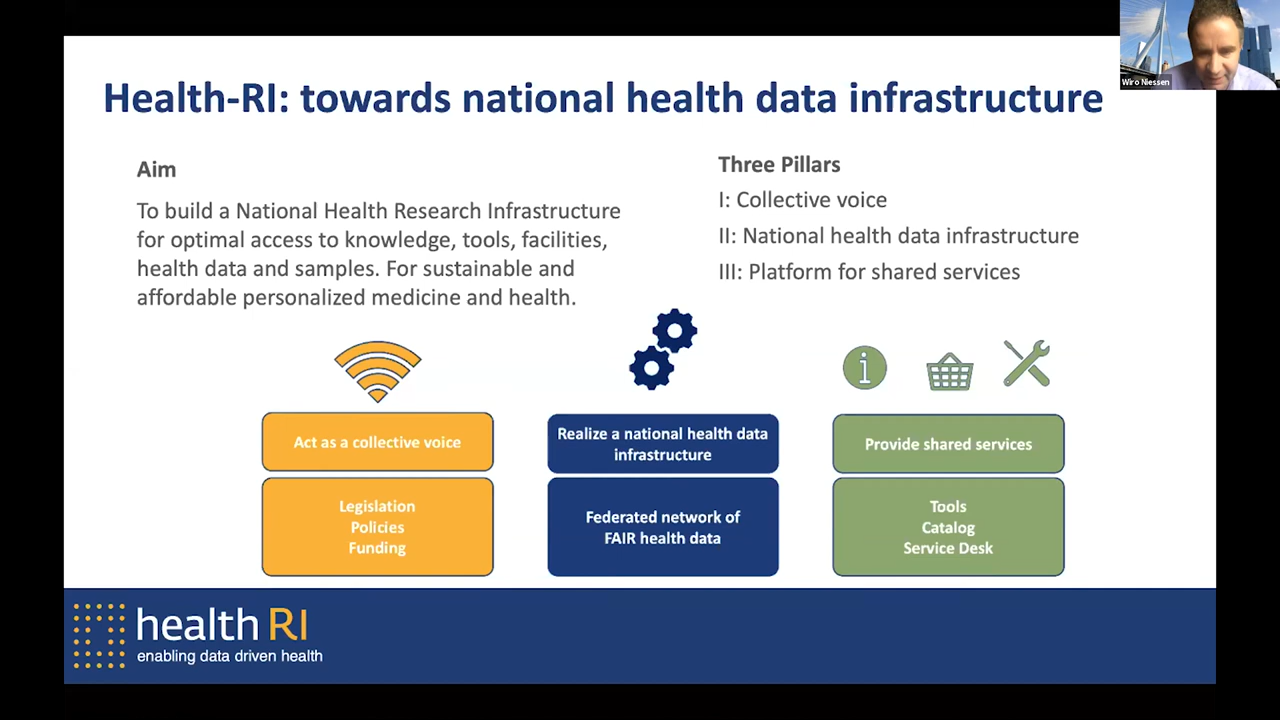 Wiro Niessen
Health-RI: towards national health data infrastructure
Aim
To build a National Health Research Infrastructure
for optimal access to knowledge, tools, facilities,
health data and samples. For sustainable and
affordable personalized medicine and health.
Three Pillars
I: Collective voice
II: National health data infrastructure
III: Platform for shared services
Act as a collective voice
Legislation
Policies
Funding
Realize a national health data
infrastructure
Federated network of
FAIR health data
i
Provide shared services
Tools
Catalog
Service Desk
health RI
enabling data driven health